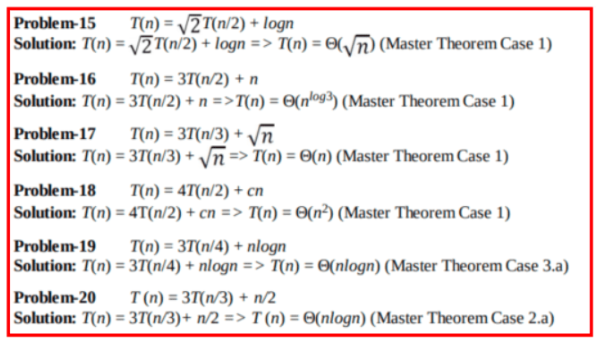 Problem-15 T(n) = √2T(n/2) + logn
Solution: T(n) = √2T(n/2) + logn => T(n) = Θ(√n) (Master Theorem Case 1)
Problem-16 T(n) = 3T(n/2) + n
Solution: T(n) = 3T(n/2) + n =>T(n) = Θ(n^log3) (Master Theorem Case 1)
Problem-17 T(n) = 3T(n/3) + √n
Solution: T(n) = 3T(n/3) + √n => T(n) = Θ(n) (Master Theorem Case 1)
Problem-18 T(n) = 4T(n/2) + cn
Solution: T(n) = 4T(n/2) + cn => T(n) = Θ(n²) (Master Theorem Case 1)
Problem-19 T(n) = 3T(n/4) + nlogn
Solution: T(n) = 3T(n/4) + nlogn => T(n) = Θ(nlogn) (Master Theorem Case 3.a)
Problem-20 T (n) = 3T(n/3) + n/2
Solution: T(n) = 3T(n/3)+ n/2 => T (n) = Θ(nlogn) (Master Theorem Case 2.a)